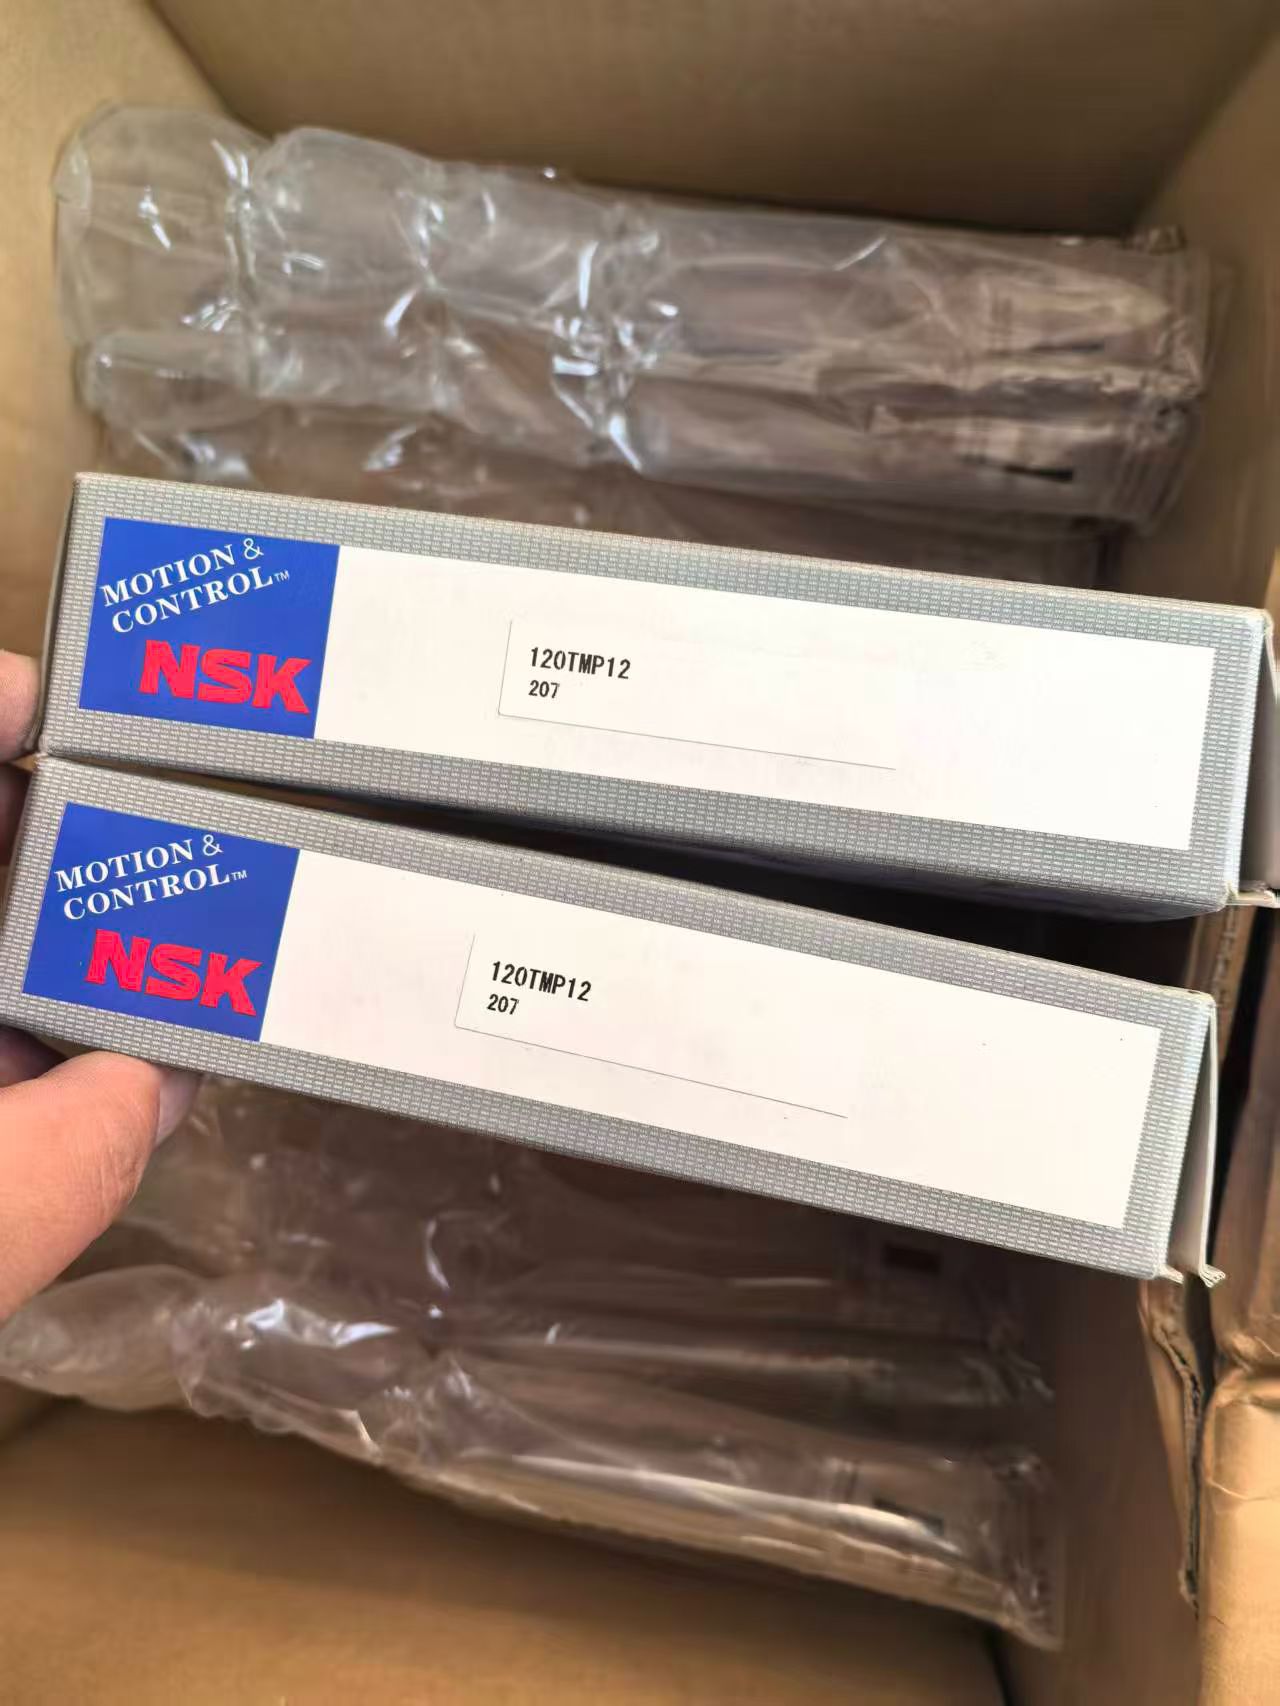 MOTION &
CONTROL™
NSK
120TMP12
207
MOTION &
CONTROL™
NSK
120TMP12
207